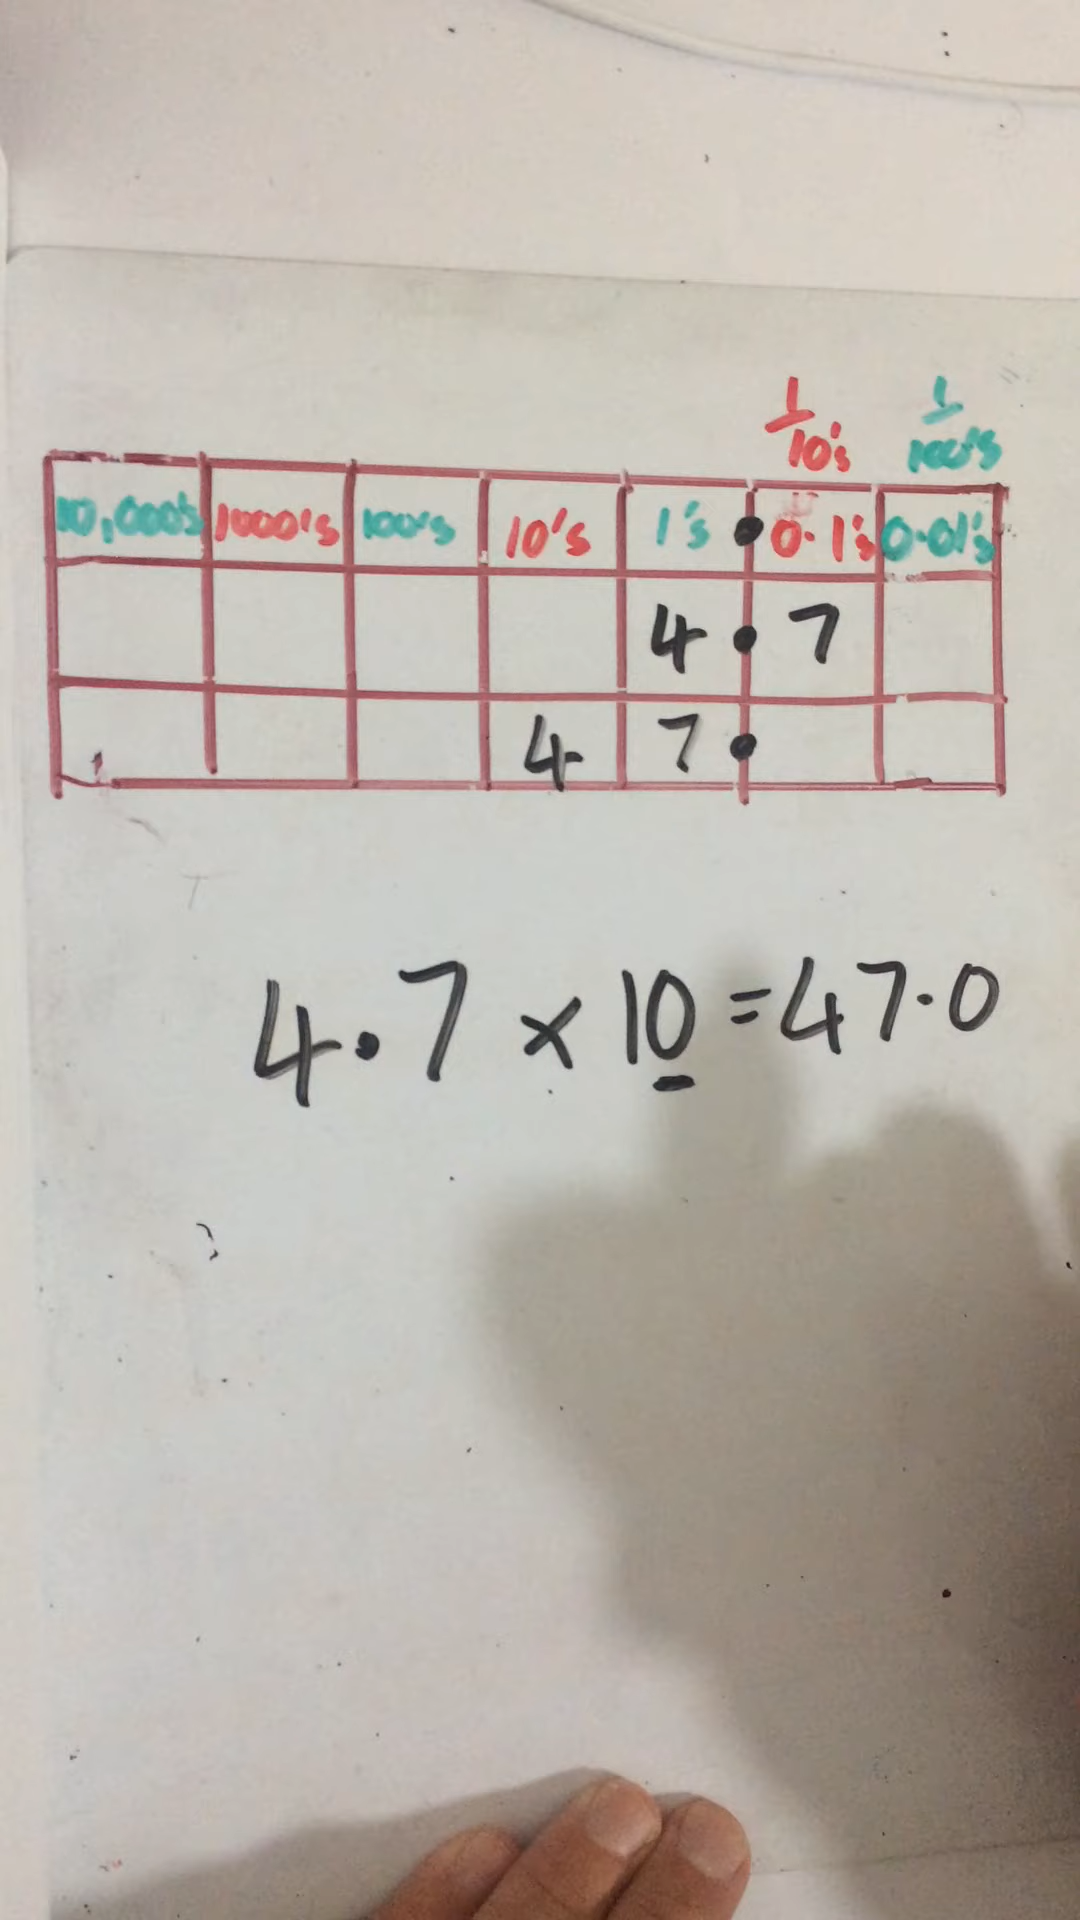 1/10's 1/100's
10,000's 1000's 100's 10's 1's • 0.1's 0.01's
4 • 7
4 7 •
4.7 × 10 = 47.0